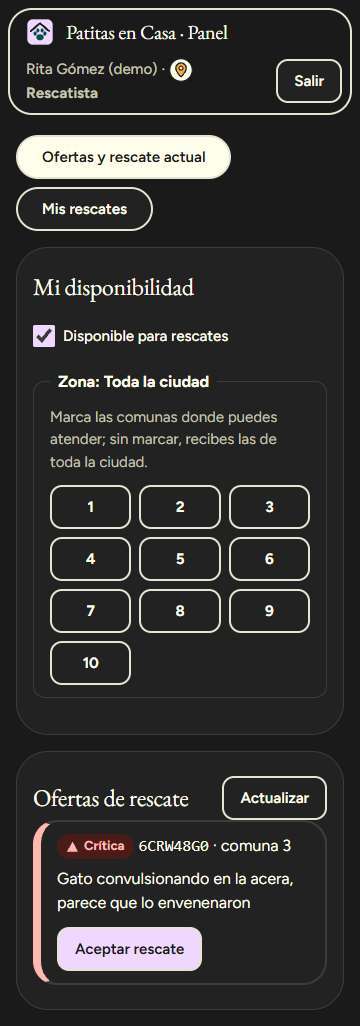 Patitas en Casa · Panel
Rita Gómez (demo) ·
Rescatista
Salir
Ofertas y rescate actual
Mis rescates
Mi disponibilidad
Disponible para rescates
Zona: Toda la ciudad
Marca las comunas donde puedes
atender; sin marcar, recibes las de
toda la ciudad.
1 2 3
4 5 6
7 8 9
10
Ofertas de rescate
Actualizar
Crítica 6CRW48G0 · comuna 3
Gato convulsionando en la acera,
parece que lo envenenaron
Aceptar rescate